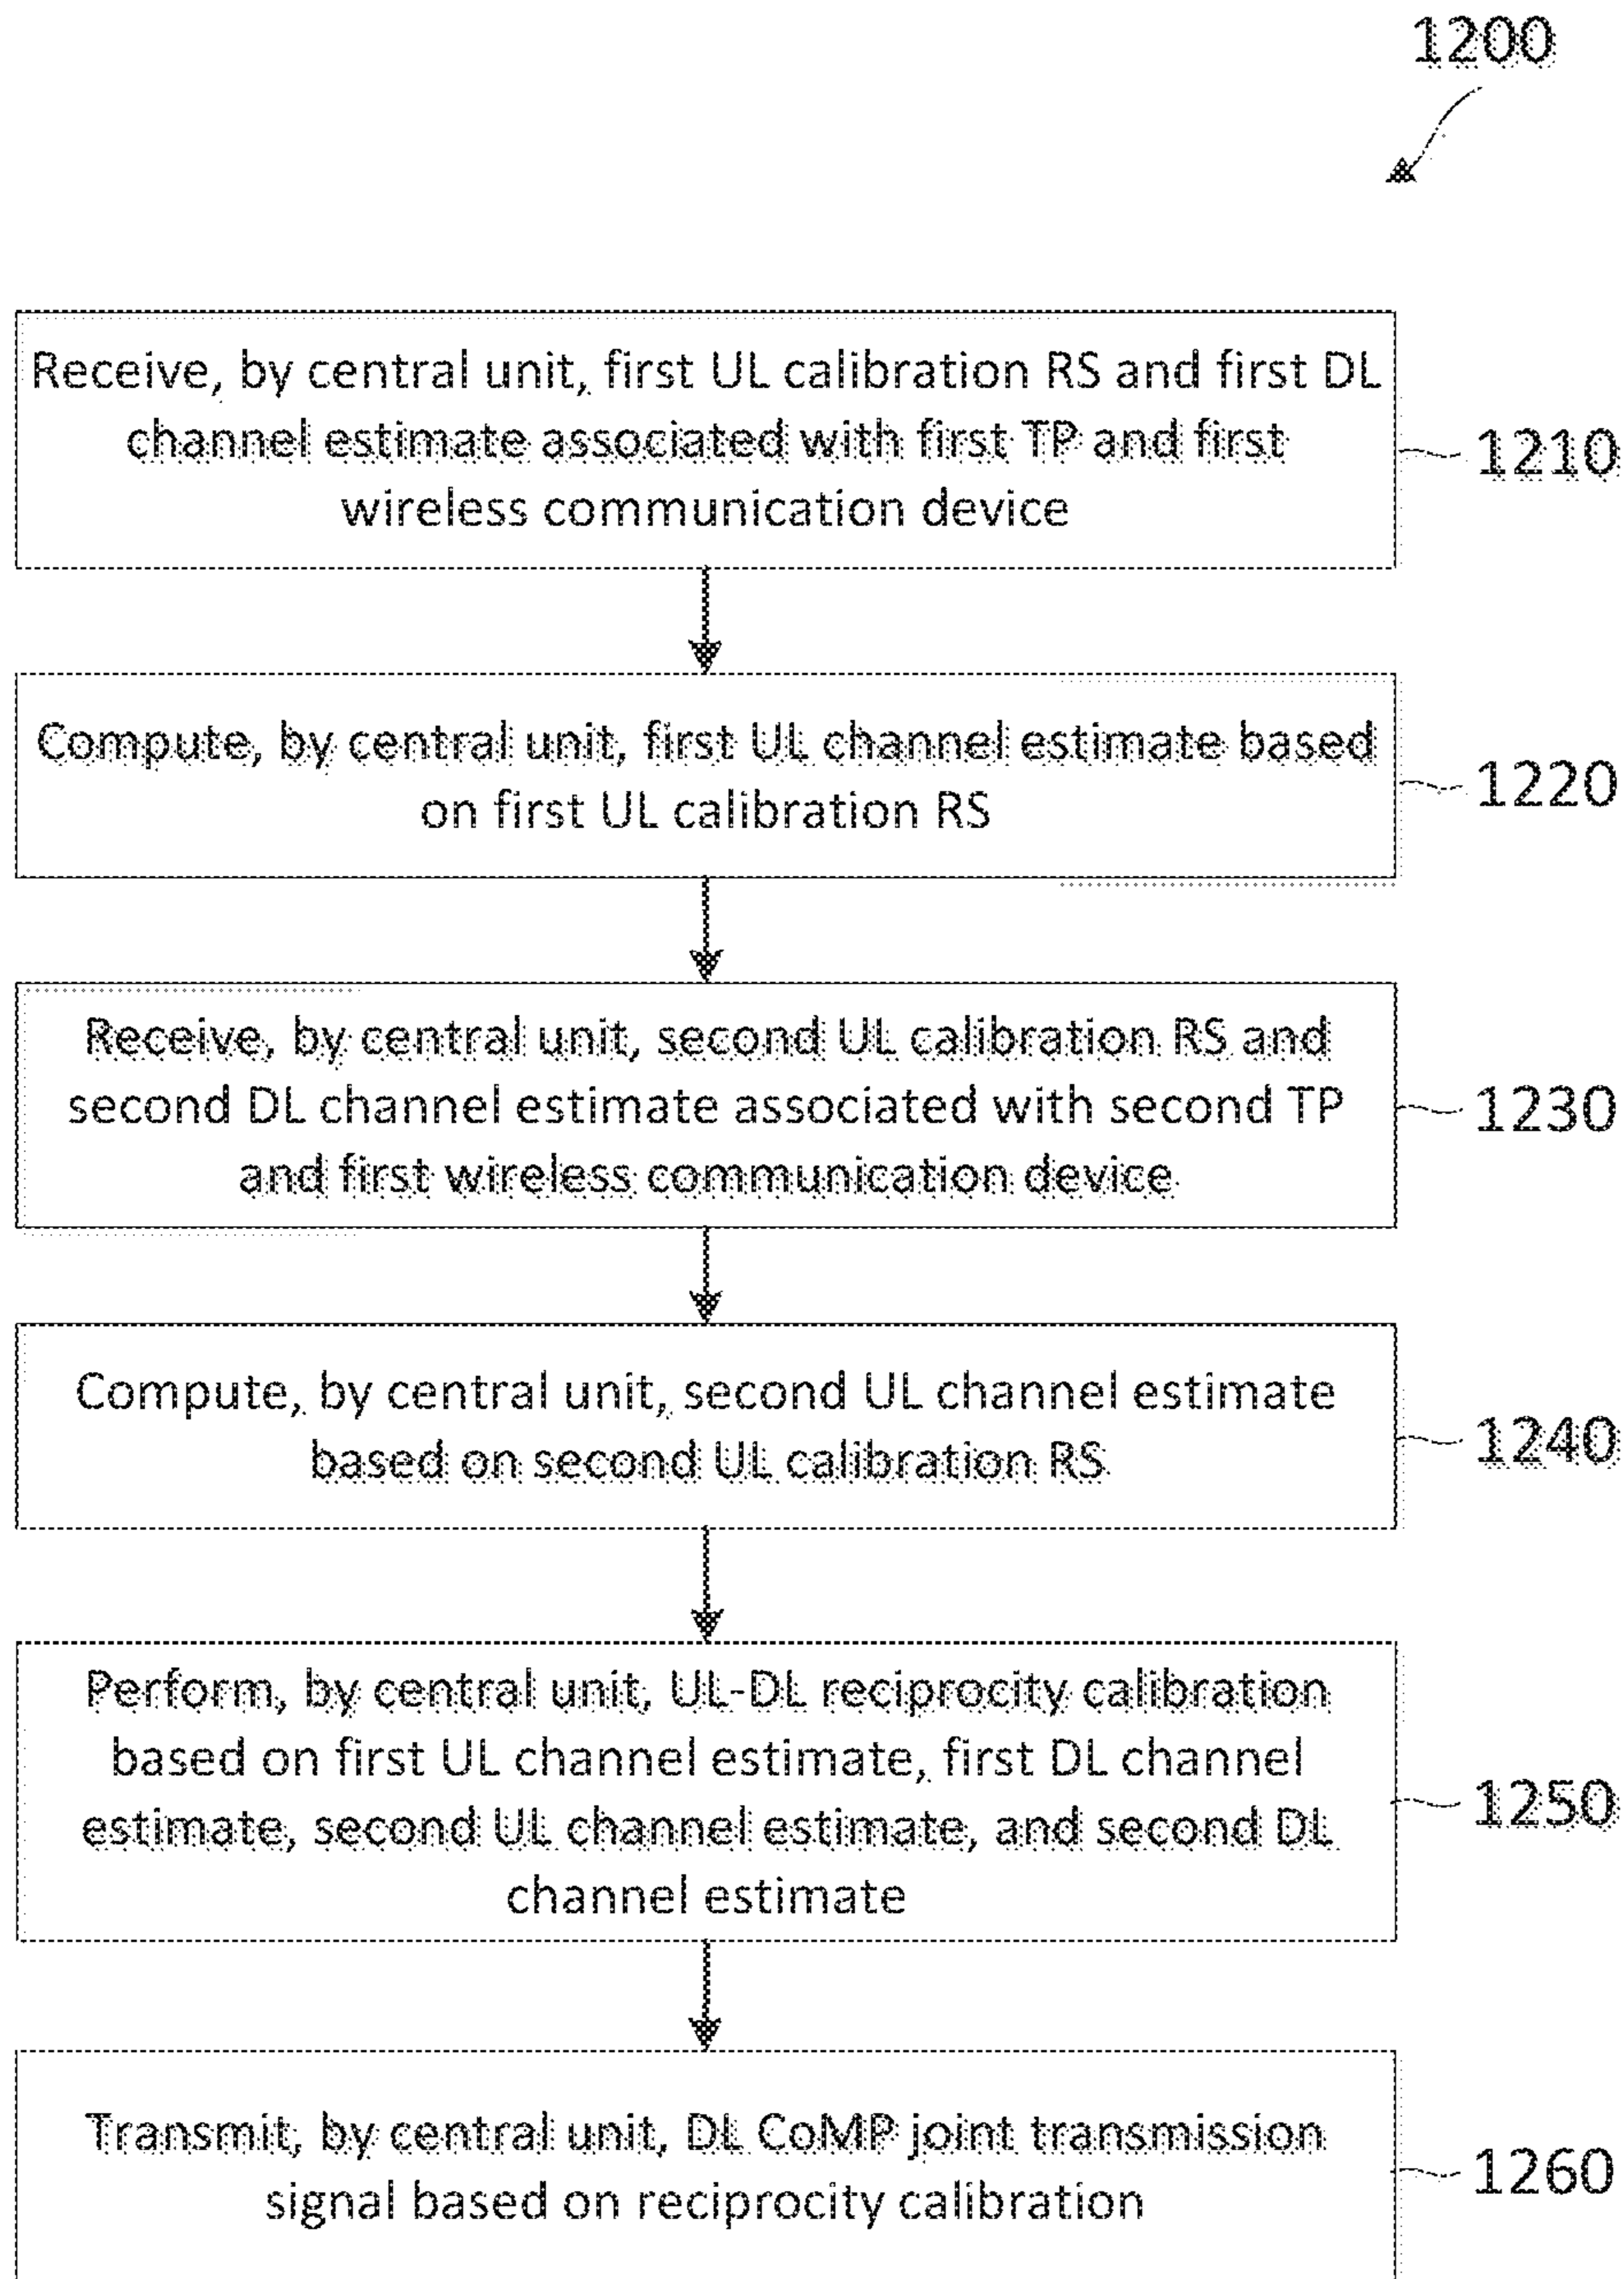 1200
Receive, by central unit, first UL calibration RS and first DL
channel estimate associated with first TP and first
wireless communication device
1210
Compute, by central unit, first UL channel estimate based
on first UL calibration RS
1220
Receive, by central unit, second UL calibration RS and
second DL channel estimate associated with second TP
and first wireless communication device
1230
Compute, by central unit, second UL channel estimate
based on second UL calibration RS
1240
Perform, by central unit, UL-DL reciprocity calibration
based on first UL channel estimate, first DL channel
estimate, second UL channel estimate, and second DL
channel estimate
1250
Transmit, by central unit, DL CoMP joint transmission
signal based on reciprocity calibration
1260